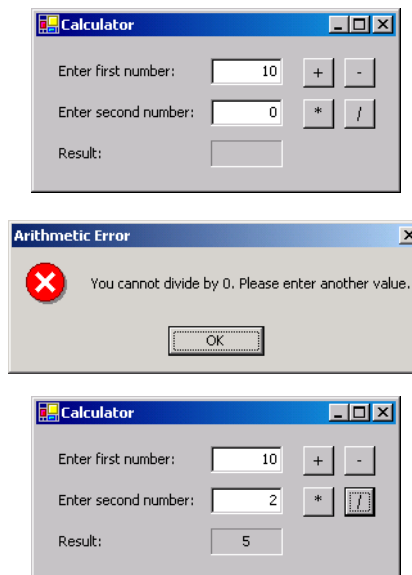 Calculator
Enter first number: 10 + -
Enter second number: 0 * /
Result:
Arithmetic Error
You cannot divide by 0. Please enter another value.
OK
Calculator
Enter first number: 10 + -
Enter second number: 2 * /
Result: 5